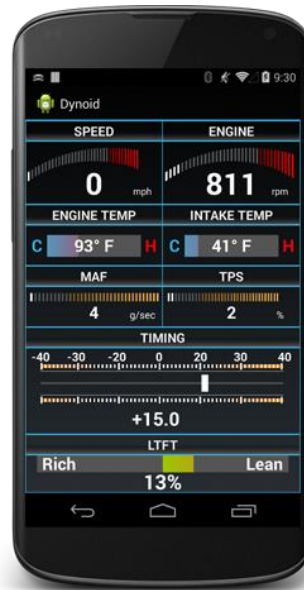 9:30
Dynoid
SPEED ENGINE
0 mph 811 rpm
ENGINE TEMP INTAKE TEMP
C 93° F H C 41° F H
MAF TPS
4 g/sec 2 %
TIMING
-40 -30 -20 0 20 30 40
+15.0
LTFT
Rich Lean
13%